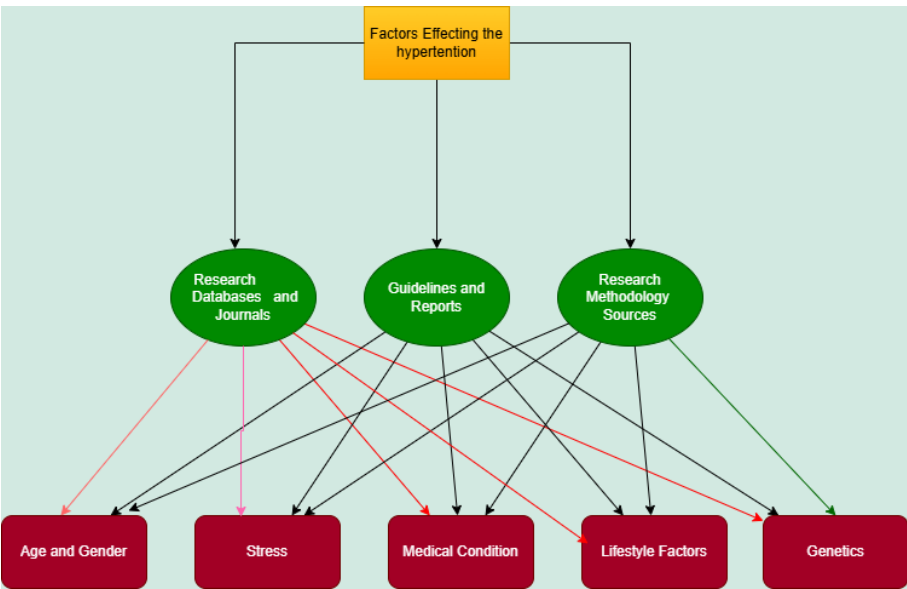 Factors Effecting the
hypertention
Research
Databases and
Journals
Guidelines and
Reports
Research
Methodology
Sources
Age and Gender
Stress
Medical Condition
Lifestyle Factors
Genetics